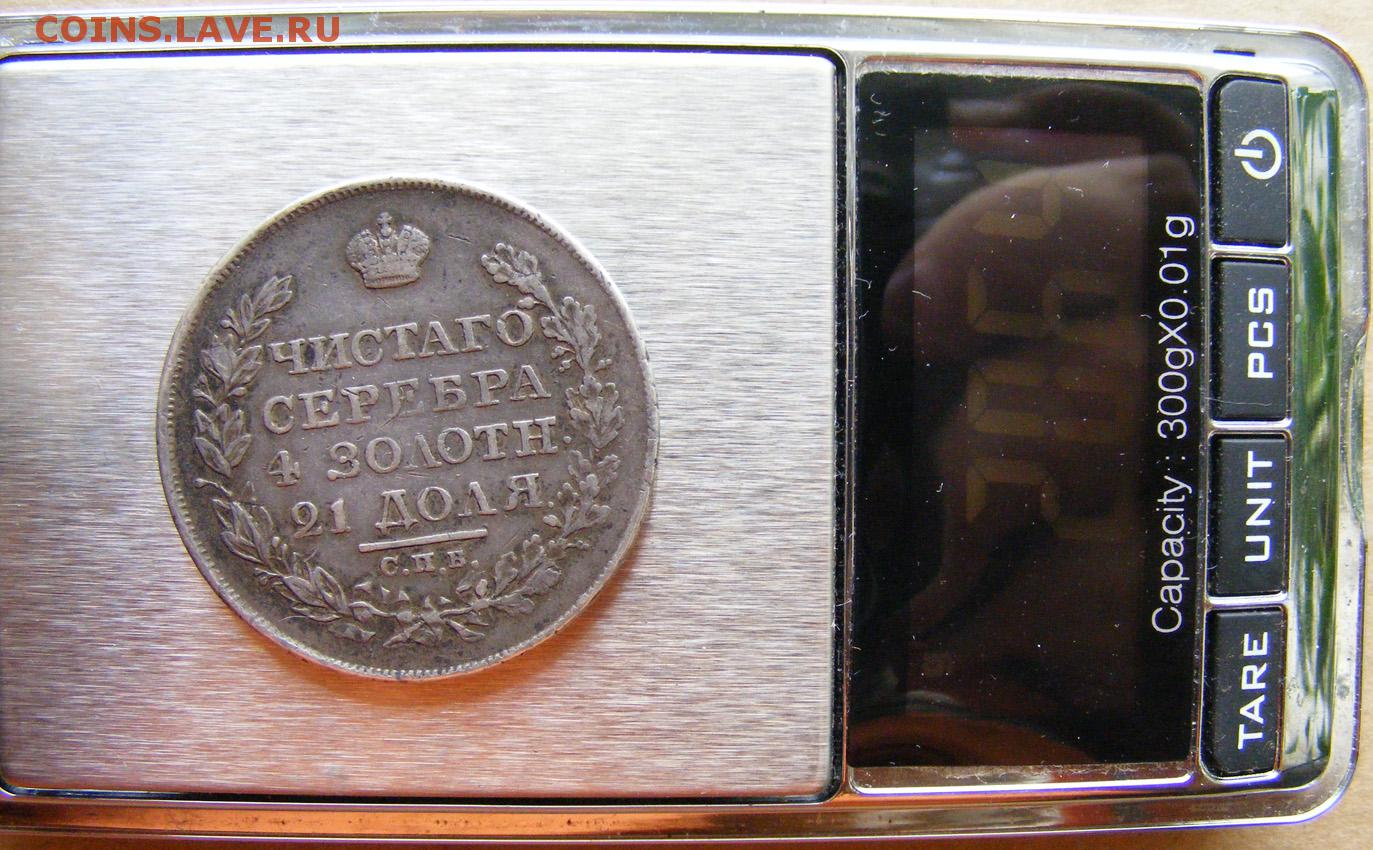 COINS.LAVE.RU
ЧИСТАГО
СЕРЕБРА
4 ЗОЛОТН.
21 ДОЛЯ
С.П.Б.
Capacity : 300gX0.01g
PCS
UNIT
TARE